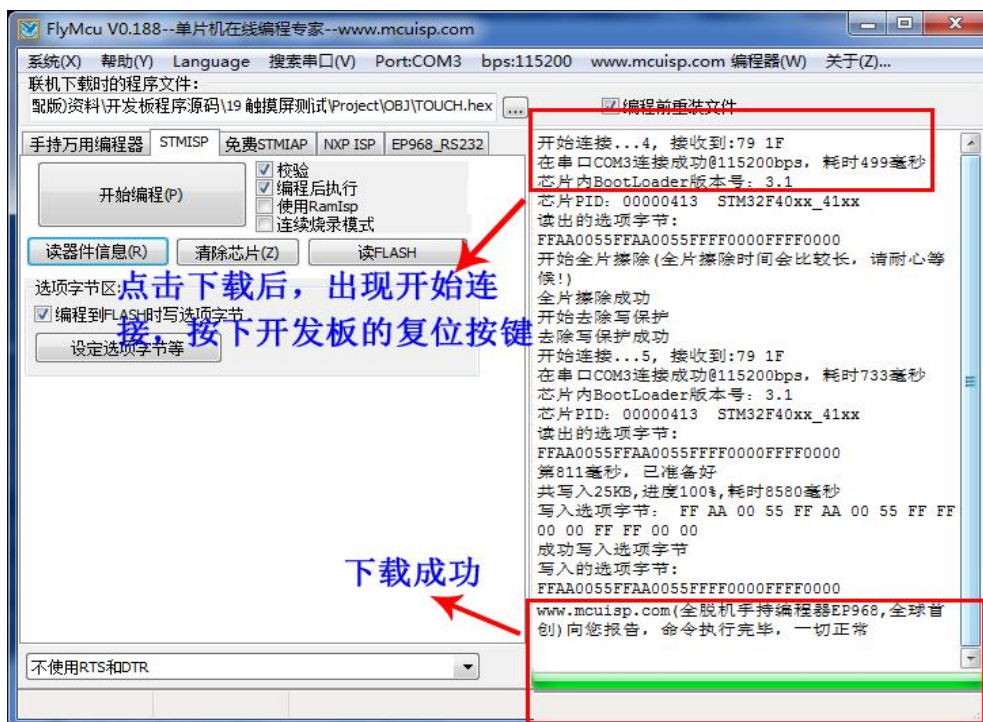 FlyMcu V0.188--单片机在线编程专家--www.mcuisp.com
系统(X) 帮助(Y) Language 搜索串口(V) Port:COM3 bps:115200 www.mcuisp.com 编程器(W) 关于(Z)...
联机下载时的程序文件:
配版)资料\开发板程序源码\19 触摸屏测试\Project\OBJ\TOUCH.hex ... 编程前重装文件
手持万用编程器 STMISP 免费STMIAP NXP ISP EP968_RS232
开始编程(P)
校验
编程后执行
使用RamIsp
连续烧录模式
读器件信息(R) 清除芯片(Z) 读FLASH
选项字节区:
编程到FLASH时写选项字节
设定选项字节等
点击下载后，出现开始连
接，按下开发板的复位按键
下载成功
不使用RTS和DTR
开始连接...4, 接收到:79 1F
在串口COM3连接成功@115200bps, 耗时499毫秒
芯片内BootLoader版本号: 3.1
芯片PID: 00000413 STM32F40xx_41xx
读出的选项字节:
FFAA0055FFAA0055FFFF0000FFFF0000
开始全片擦除(全片擦除时间会比较长, 请耐心等
候!)
全片擦除成功
开始去除写保护
去除写保护成功
开始连接...5, 接收到:79 1F
在串口COM3连接成功@115200bps, 耗时733毫秒
芯片内BootLoader版本号: 3.1
芯片PID: 00000413 STM32F40xx_41xx
读出的选项字节:
FFAA0055FFAA0055FFFF0000FFFF0000
第811毫秒, 已准备好
共写入25KB,进度100%,耗时8580毫秒
写入选项字节: FF AA 00 55 FF AA 00 55 FF FF
00 00 FF FF 00 00
成功写入选项字节
写入的选项字节:
FFAA0055FFAA0055FFFF0000FFFF0000
www.mcuisp.com(全脱机手持编程器EP968,全球首
创)向您报告, 命令执行完毕, 一切正常